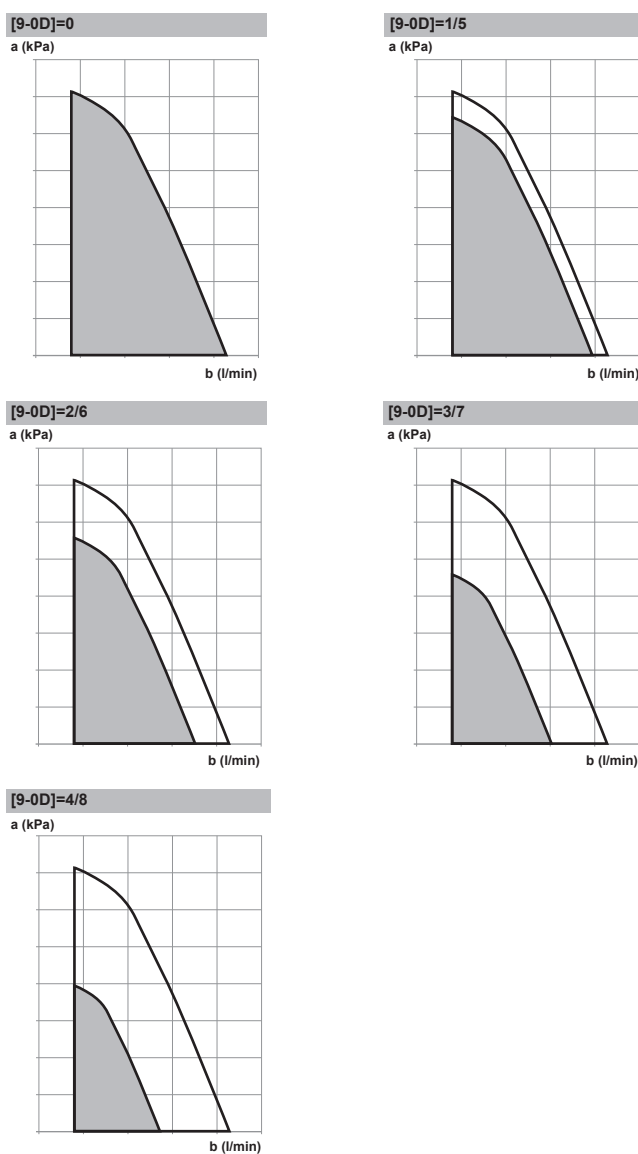 [9-0D]=0
a (kPa)
b (l/min)
[9-0D]=1/5
a (kPa)
b (l/min)
[9-0D]=2/6
a (kPa)
b (l/min)
[9-0D]=3/7
a (kPa)
b (l/min)
[9-0D]=4/8
a (kPa)
b (l/min)